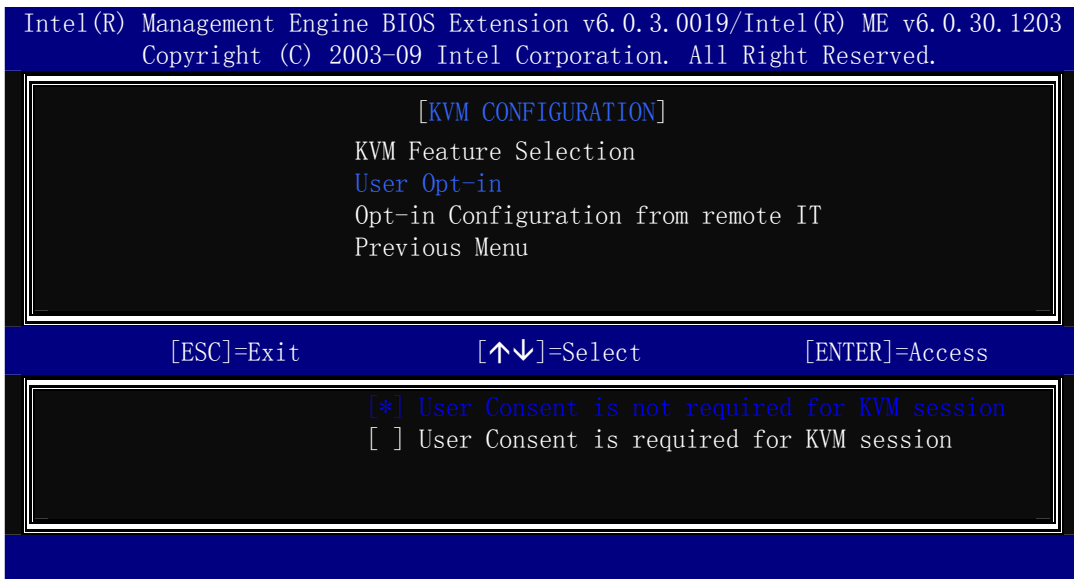 Intel(R) Management Engine BIOS Extension v6.0.3.0019/Intel(R) ME v6.0.30.1203
Copyright (C) 2003-09 Intel Corporation. All Right Reserved.
[KVM CONFIGURATION]
KVM Feature Selection
User Opt-in
Opt-in Configuration from remote IT
Previous Menu
[ESC]=Exit [↑↓]=Select [ENTER]=Access
[*] User Consent is not required for KVM session
[ ] User Consent is required for KVM session